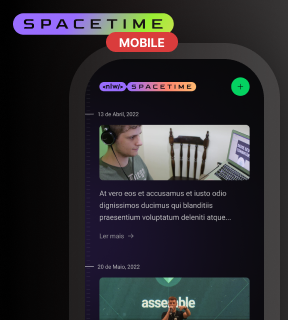 SPACETIME
MOBILE
<nlw/> SPACETIME
+
13 de Abril, 2022
At vero eos et accusamus et iusto odio
dignissimos ducimus qui blanditiis
praesentium voluptatum deleniti atque...
Ler mais →
20 de Maio, 2022
assemble